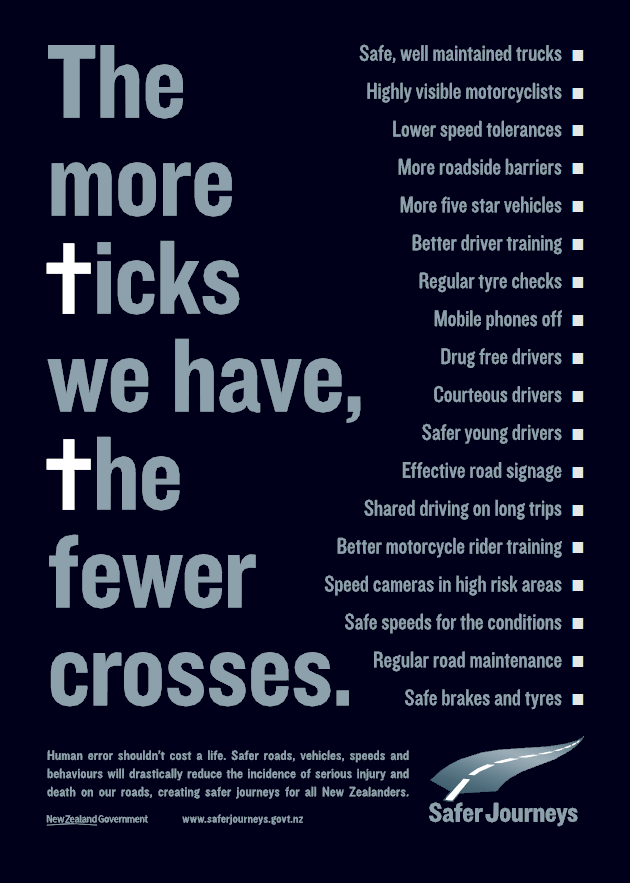 The
more
ticks
we have,
the
fewer
crosses.
Safe, well maintained trucks
Highly visible motorcyclists
Lower speed tolerances
More roadside barriers
More five star vehicles
Better driver training
Regular tyre checks
Mobile phones off
Drug free drivers
Courteous drivers
Safer young drivers
Effective road signage
Shared driving on long trips
Better motorcycle rider training
Speed cameras in high risk areas
Safe speeds for the conditions
Regular road maintenance
Safe brakes and tyres
Human error shouldn't cost a life. Safer roads, vehicles, speeds and
behaviours will drastically reduce the incidence of serious injury and
death on our roads, creating safer journeys for all New Zealanders.
New Zealand Government
www.saferjourneys.govt.nz
Safer Journeys